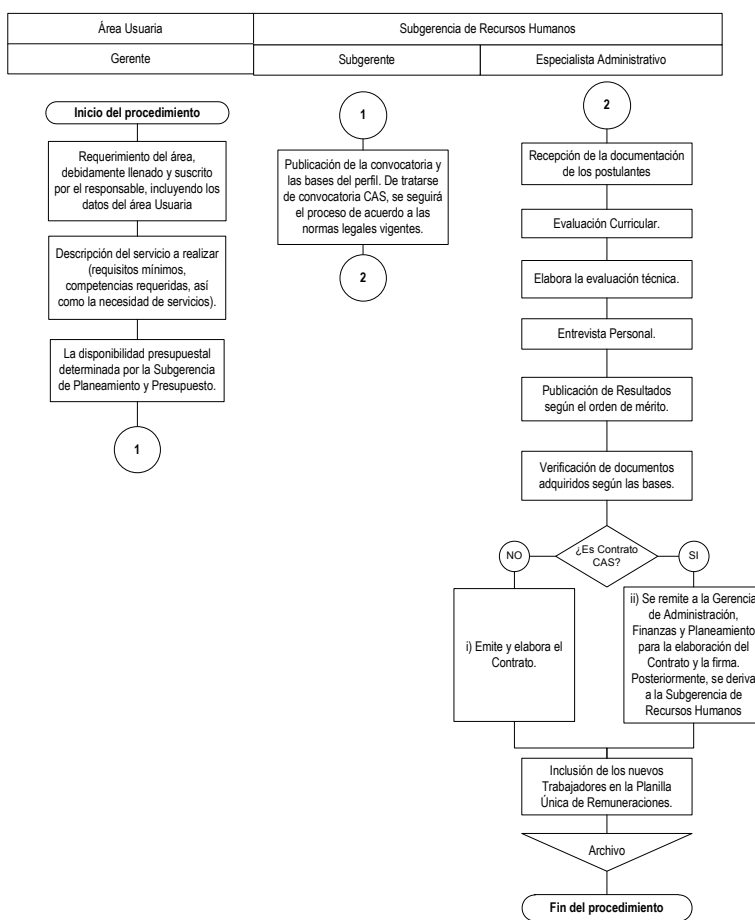 Área Usuaria
Subgerencia de Recursos Humanos
Gerente
Subgerente
Especialista Administrativo
Inicio del procedimiento
Requerimiento del área,
debidamente llenado y suscrito
por el responsable, incluyendo los
datos del área Usuaria
Descripción del servicio a realizar
(requisitos mínimos,
competencias requeridas, así
como la necesidad de servicios).
La disponibilidad presupuestal
determinada por la Subgerencia
de Planeamiento y Presupuesto.
1
1
Publicación de la convocatoria y
las bases del perfil. De tratarse
de convocatoria CAS, se seguirá
el proceso de acuerdo a las
normas legales vigentes.
2
2
Recepción de la documentación
de los postulantes
Evaluación Curricular.
Elabora la evaluación técnica.
Entrevista Personal.
Publicación de Resultados
según el orden de mérito.
Verificación de documentos
adquiridos según las bases.
¿Es Contrato
CAS?
NO
SI
i) Emite y elabora el
Contrato.
ii) Se remite a la Gerencia
de Administración,
Finanzas y Planeamiento
para la elaboración del
Contrato y la firma.
Posteriormente, se deriva
a la Subgerencia de
Recursos Humanos
Inclusión de los nuevos
Trabajadores en la Planilla
Única de Remuneraciones.
Archivo
Fin del procedimiento